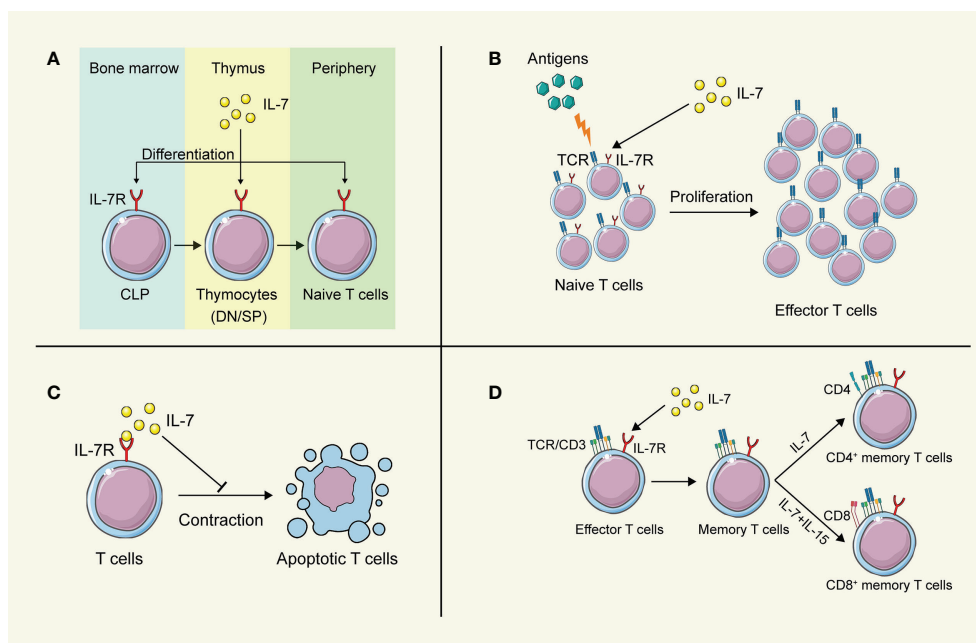 A
Bone marrow
Thymus
Periphery
IL-7
Differentiation
IL-7R
CLP
Thymocytes
(DN/SP)
Naive T cells
B
Antigens
IL-7
TCR
IL-7R
Proliferation
Naive T cells
Effector T cells
C
IL-7
IL-7R
Contraction
T cells
Apoptotic T cells
D
IL-7
TCR/CD3
IL-7R
Effector T cells
Memory T cells
IL-7
IL-7+IL-15
CD4
CD4⁺ memory T cells
CD8
CD8⁺ memory T cells